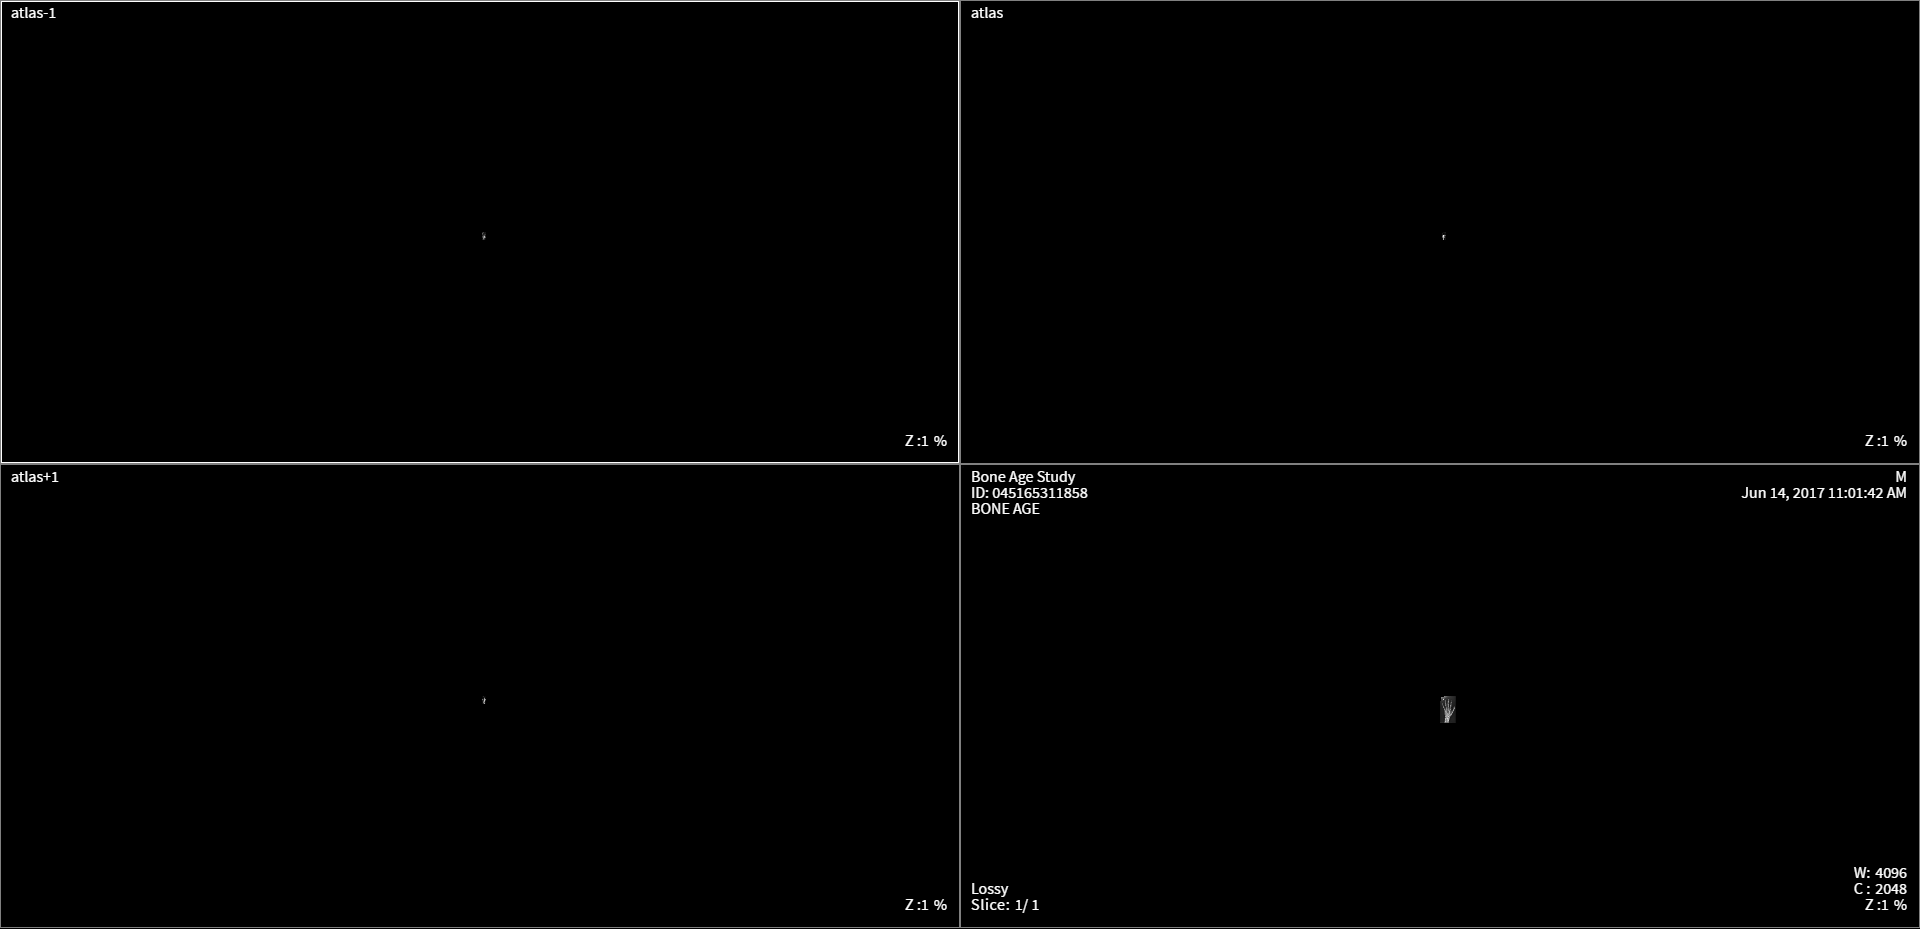 atlas-1
Z :1 %
atlas
Z :1 %
atlas+1
Z :1 %
Bone Age Study
ID: 045165311858
BONE AGE
M
Jun 14, 2017 11:01:42 AM
Lossy
Slice: 1/ 1
W: 4096
C : 2048
Z :1 %